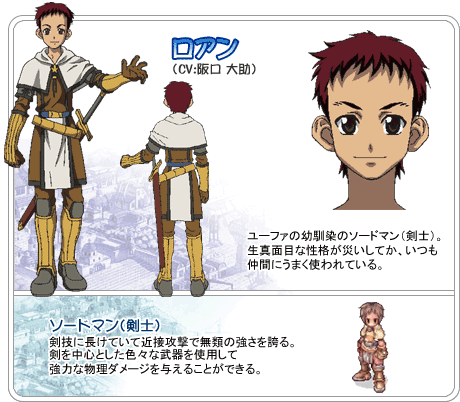 ロアン
(CV:阪口 大助)
ユーファの幼馴染のソードマン(剣士)。
生真面目な性格が災いしてか、いつも
仲間にうまく使われている。
ソードマン(剣士)
剣技に長けていて近接攻撃で無類の強さを誇る。
剣を中心とした色々な武器を使用して
強力な物理ダメージを与えることができる。